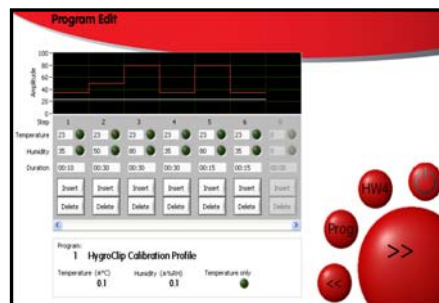 Program Edit
100
80
60
40
20
0
Amplitude
Step 1 2 3 4 5 6
Temperature 23 23 23 23 23 23
Humidity 35 50 80 35 80 35
Duration 00:10 00:30 00:30 00:30 00:15 00:15
Insert Insert Insert Insert Insert Insert Insert
Delete Delete Delete Delete Delete Delete Delete
Program:
1 HygroClip Calibration Profile
Temperature (±°C) Humidity (±%RH) Temperature only
0.1 0.1
HW4
Prog
>>
<<